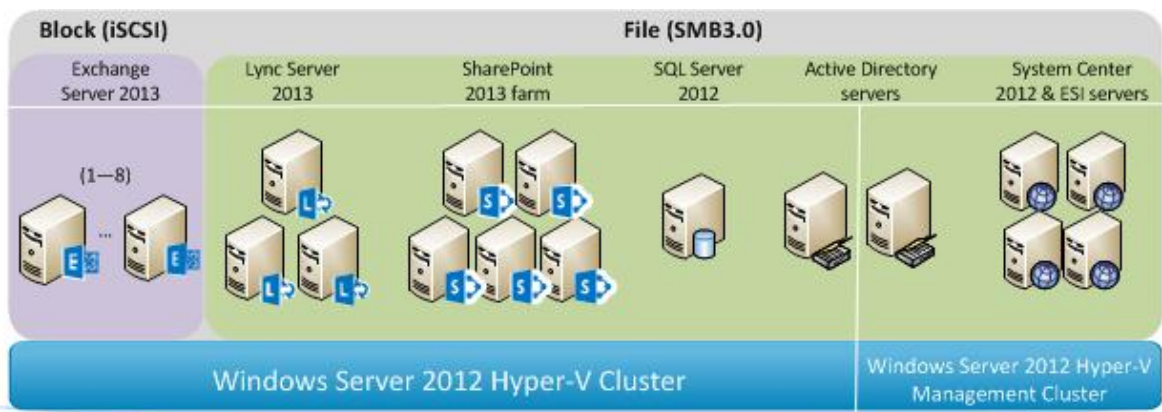 Block (iSCSI)
File (SMB3.0)
Exchange
Server 2013
Lync Server
2013
SharePoint
2013 farm
SQL Server
2012
Active Directory
servers
System Center
2012 & ESI servers
(1—8)
...
E
E
L
L
L
S
S
S
S
S
Windows Server 2012 Hyper-V Cluster
Windows Server 2012 Hyper-V
Management Cluster